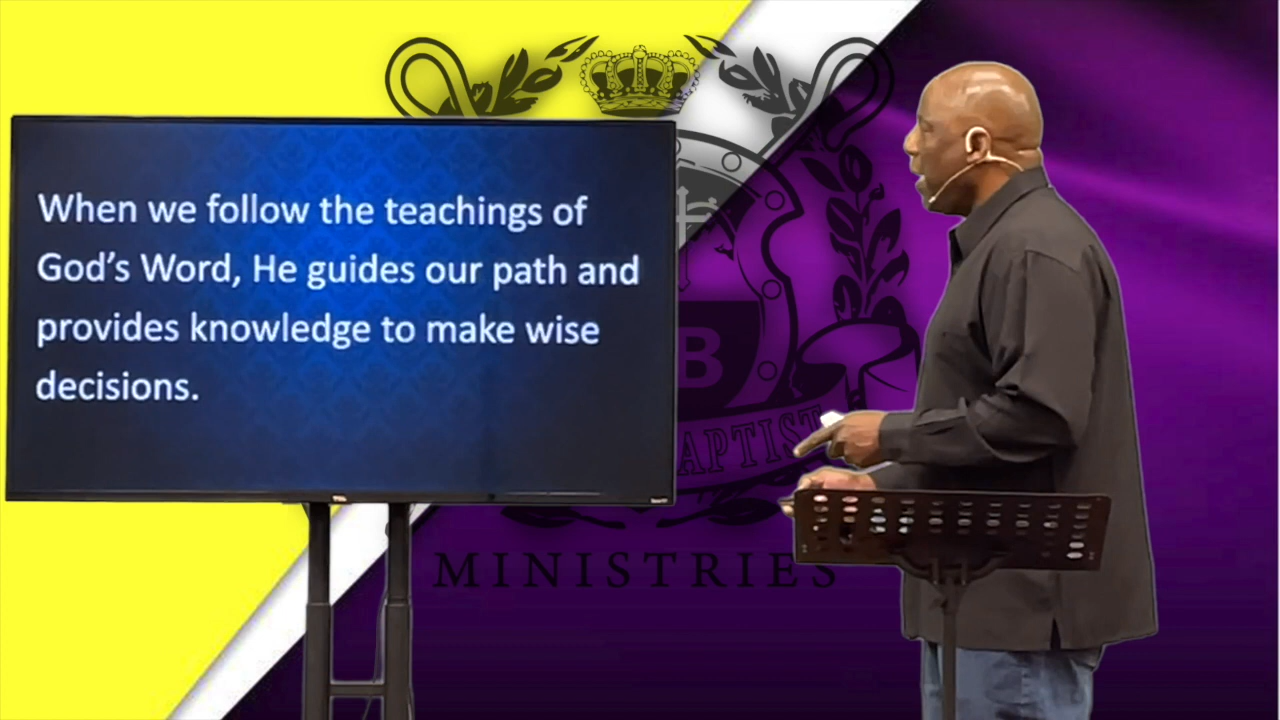 When we follow the teachings of
God's Word, He guides our path and
provides knowledge to make wise
decisions.
B
BAPTIST
MINISTRIES